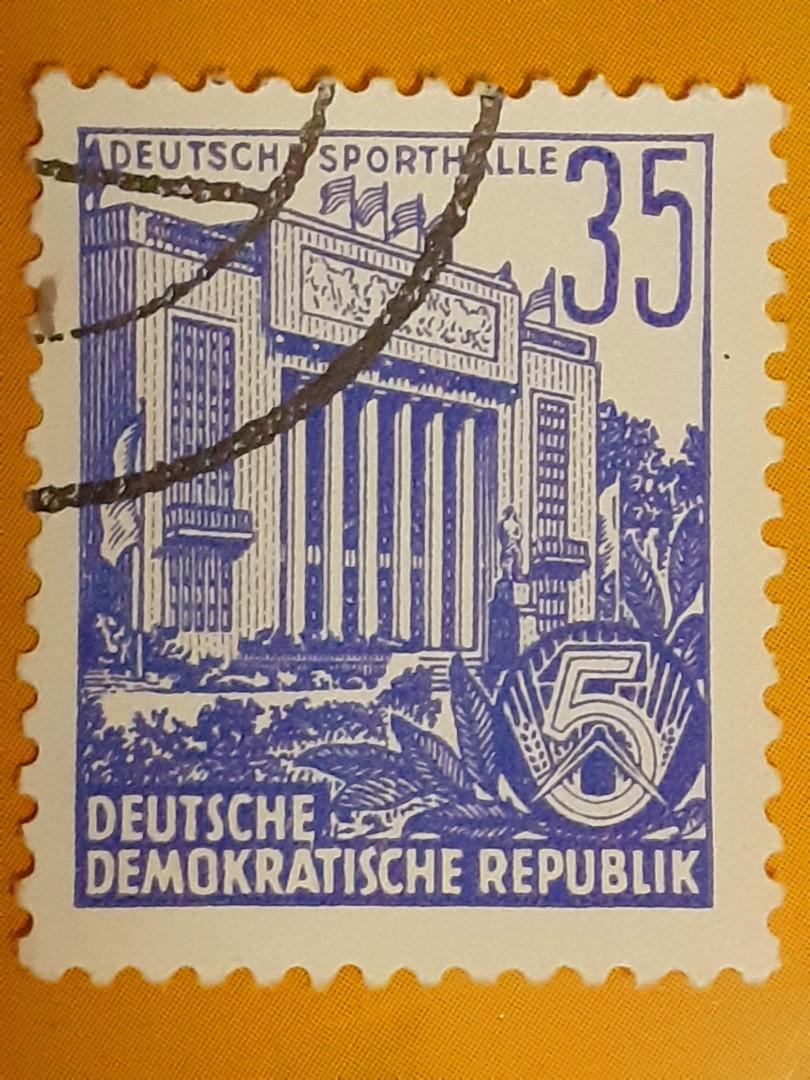 DEUTSCHE SPORTHALLE
35
5
DEUTSCHE
DEMOKRATISCHE REPUBLIK